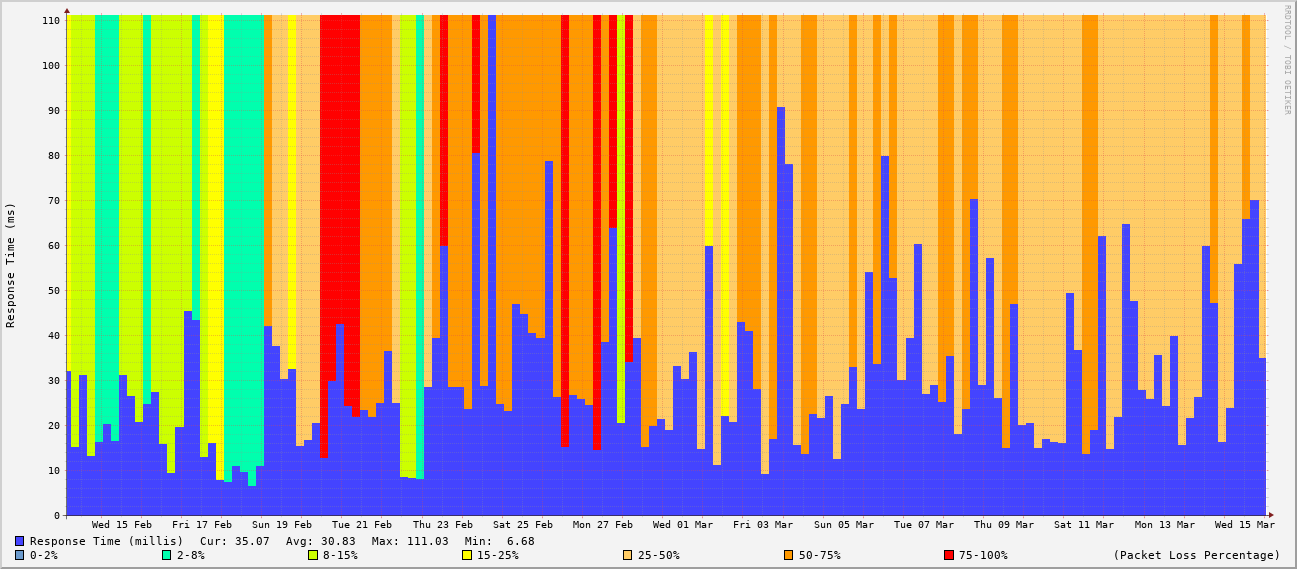 RRDTOOL / TOBI OETIKER
Response Time (ms)
110
100
90
80
70
60
50
40
30
20
10
0
Wed 15 Feb Fri 17 Feb Sun 19 Feb Tue 21 Feb Thu 23 Feb Sat 25 Feb Mon 27 Feb Wed 01 Mar Fri 03 Mar Sun 05 Mar Tue 07 Mar Thu 09 Mar Sat 11 Mar Mon 13 Mar Wed 15 Mar
Response Time (millis) Cur: 35.07 Avg: 30.83 Max: 111.03 Min: 6.68
0-2% 2-8% 8-15% 15-25% 25-50% 50-75% 75-100% (Packet Loss Percentage)